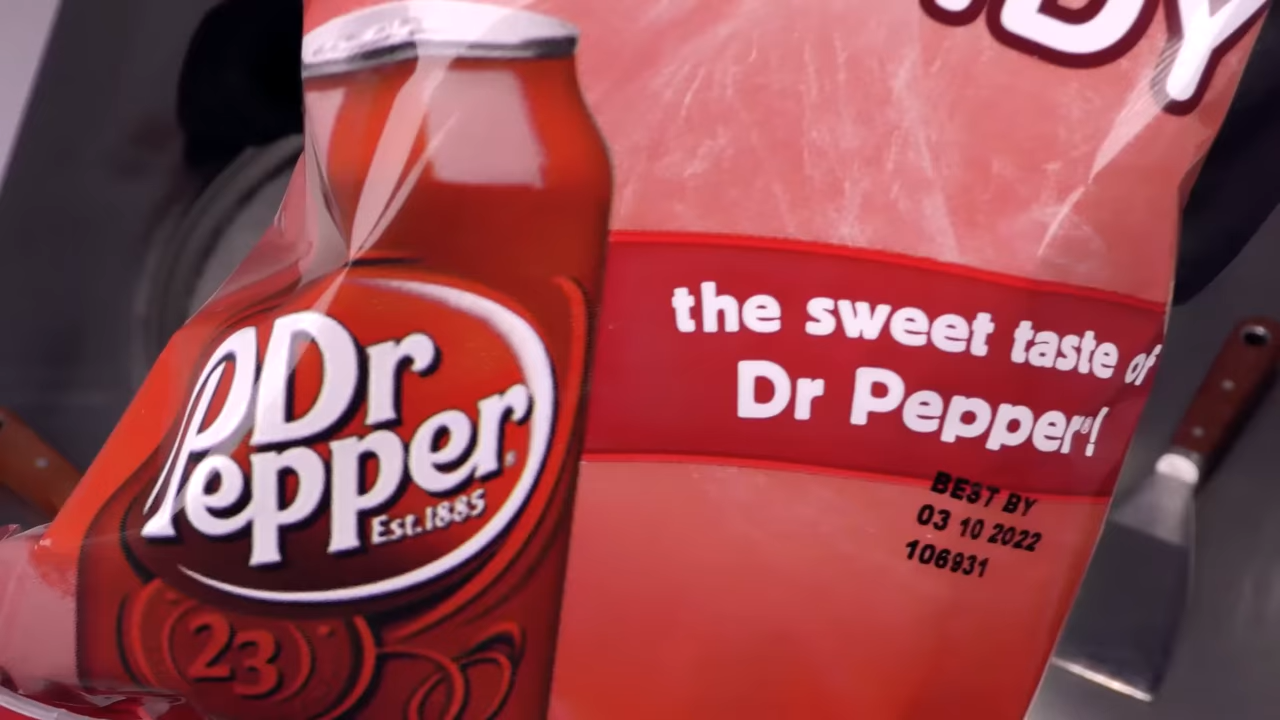 the sweet taste of
Dr Pepper®!
BEST BY
03 10 2022
106931
Dr
Pepper®
Est.1885
23